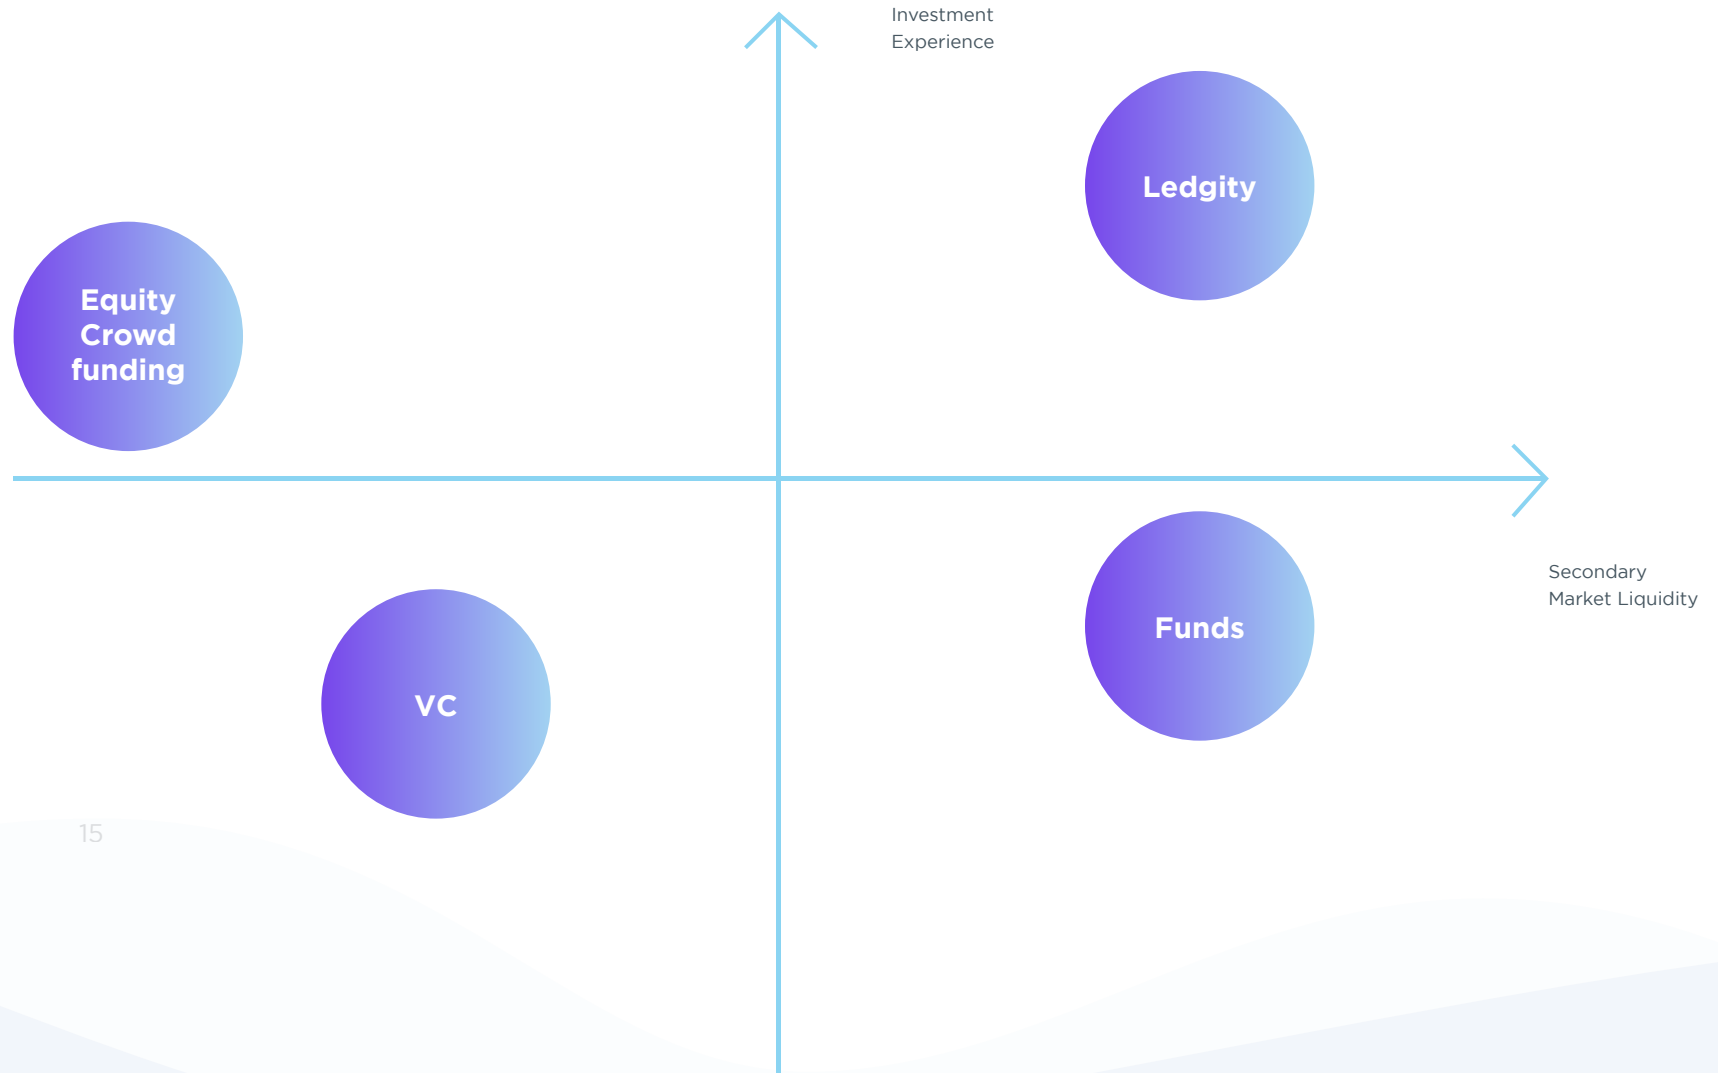 Investment
Experience
Ledgity
Equity
Crowd
funding
Secondary
Market Liquidity
Funds
VC
15